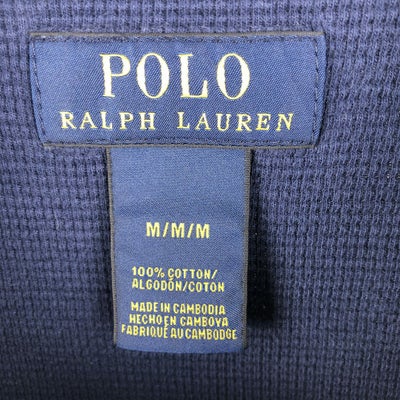 POLO
RALPH LAUREN
M/M/M
100% COTTON/
ALGODÓN/COTON
MADE IN CAMBODIA
HECHO EN CAMBOYA
FABRIQUÉ AU CAMBODGE